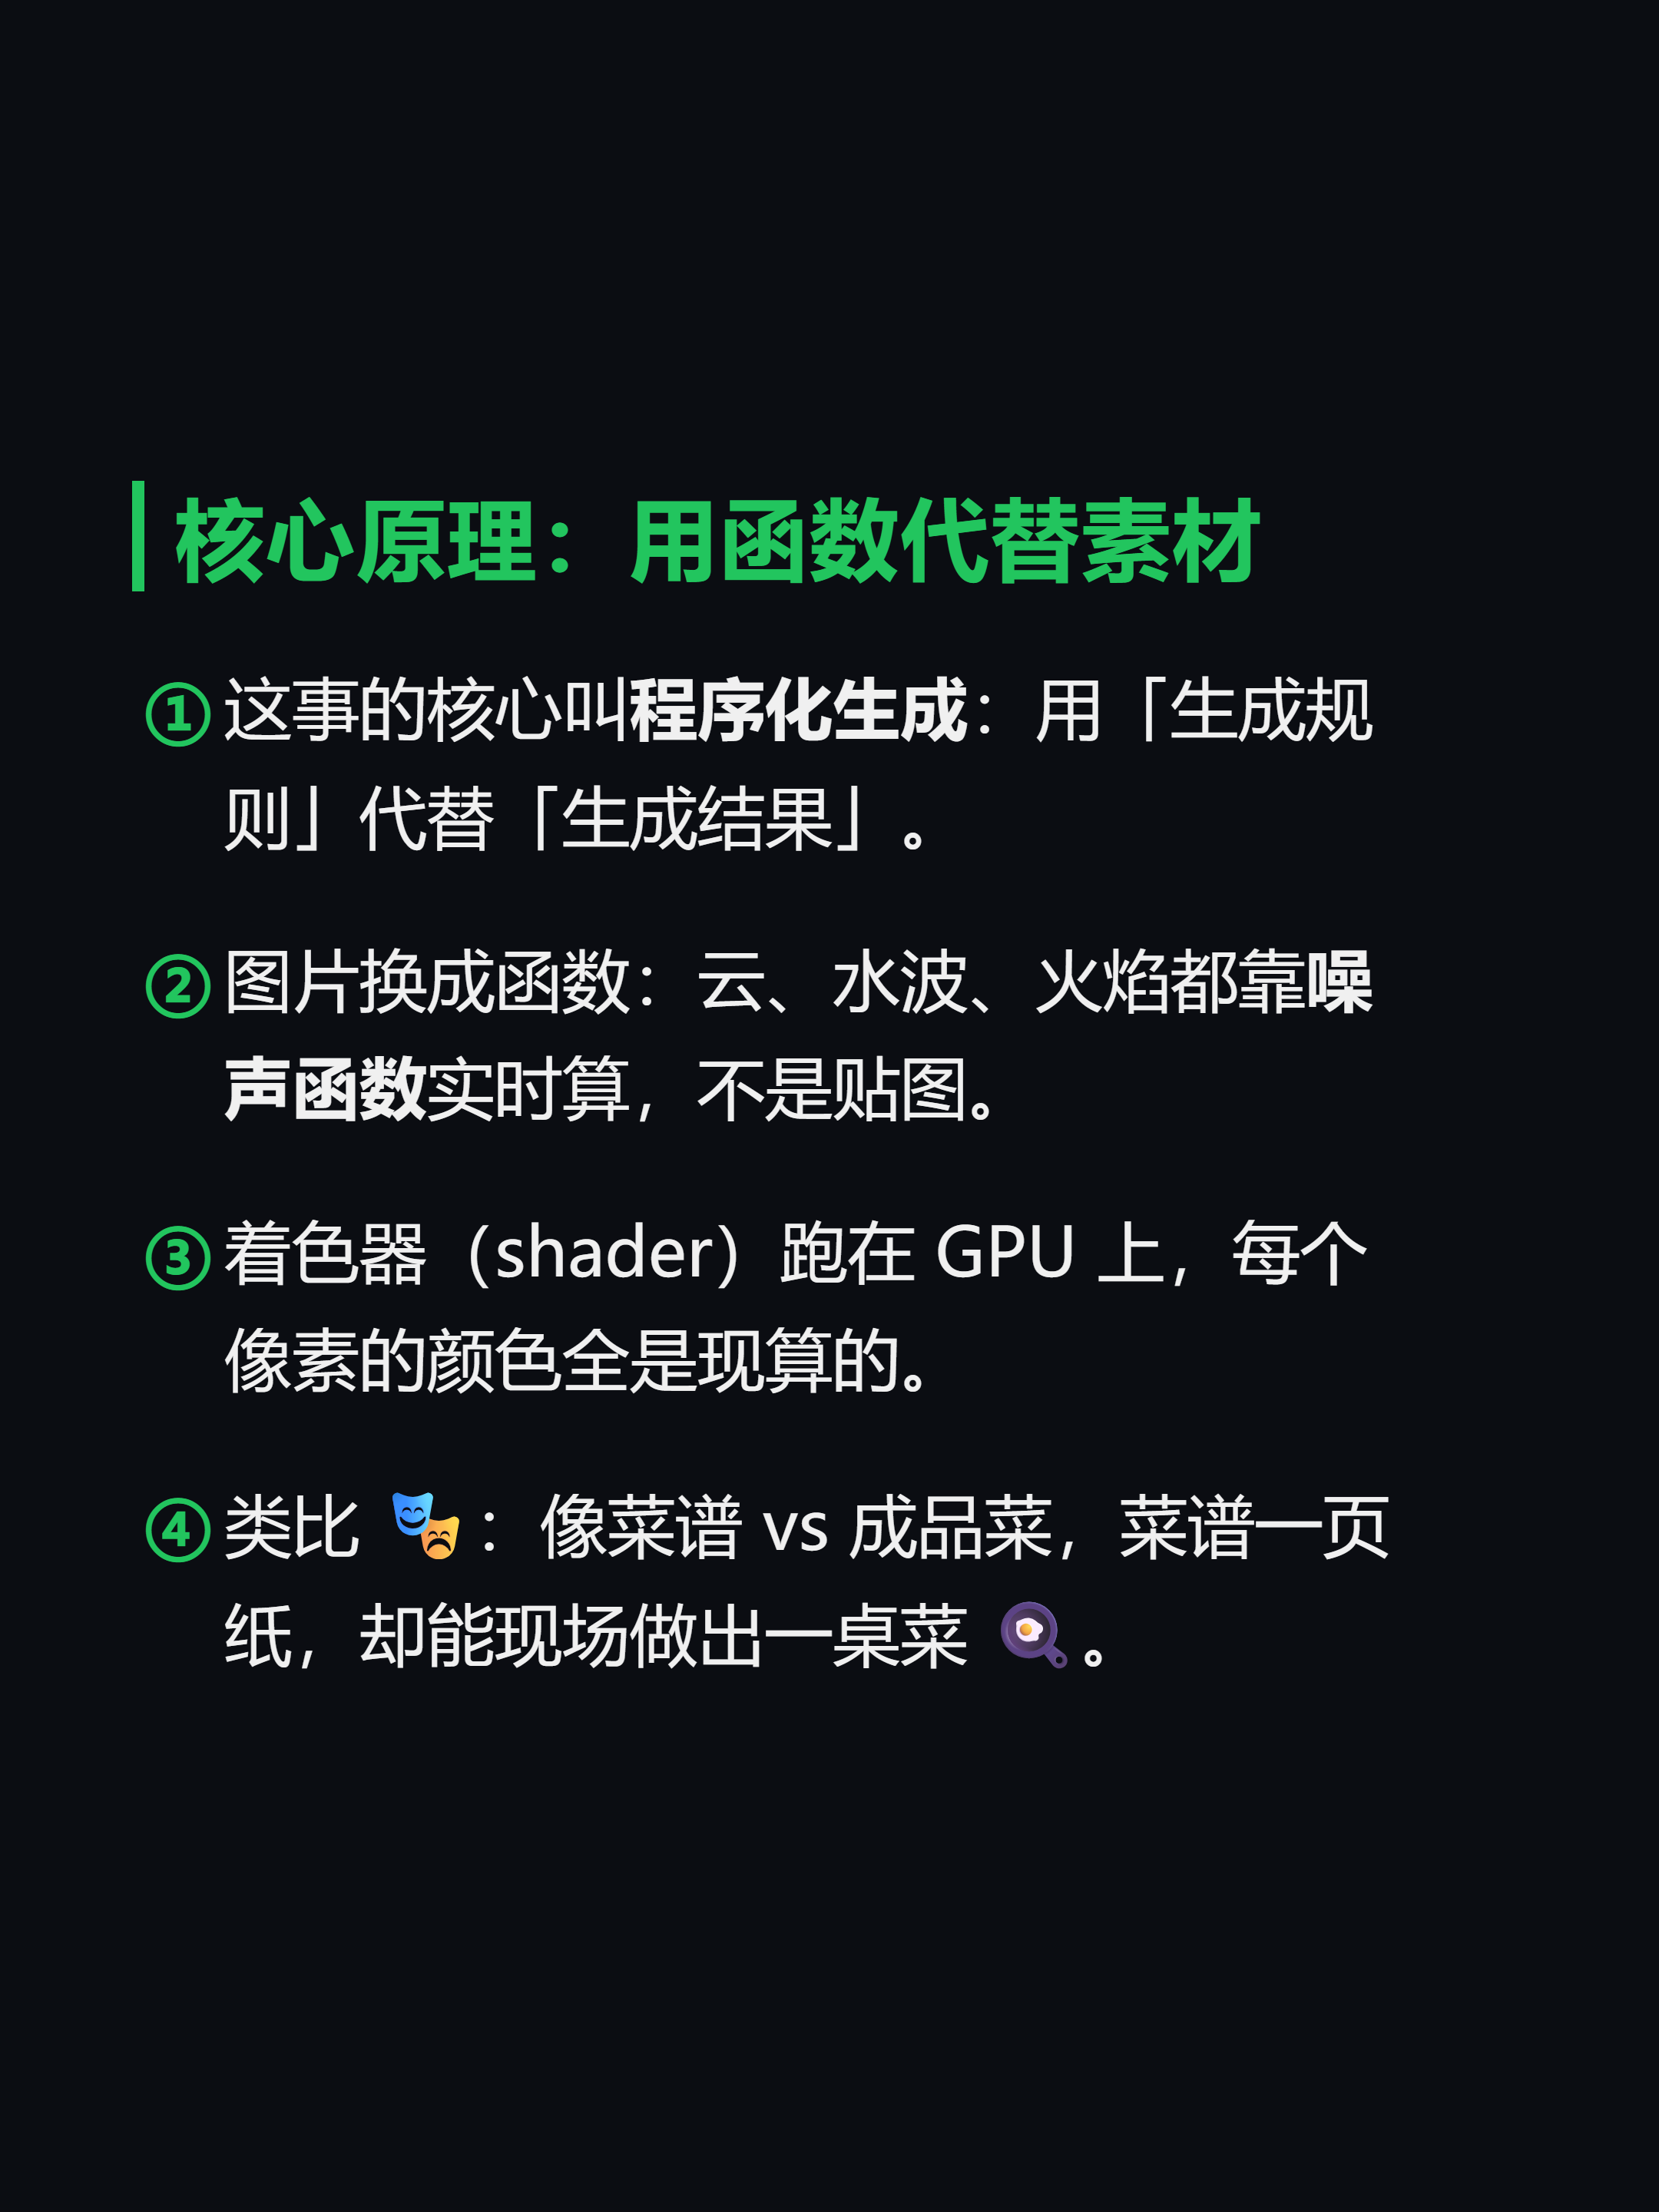 核心原理：用函数代替素材
①这事的核心叫程序化生成：用「生成规
则」代替「生成结果」。
②图片换成函数：云、水波、火焰都靠噪
声函数实时算，不是贴图。
③着色器（shader）跑在 GPU 上，每个
像素的颜色全是现算的。
④类比 🎭：像菜谱 vs 成品菜，菜谱一页
纸，却能现场做出一桌菜 🍳。